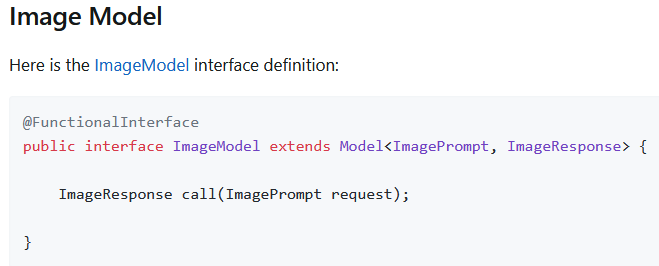 Image Model
Here is the ImageModel interface definition:
@FunctionalInterface
public interface ImageModel extends Model<ImagePrompt, ImageResponse> {
    ImageResponse call(ImagePrompt request);
}